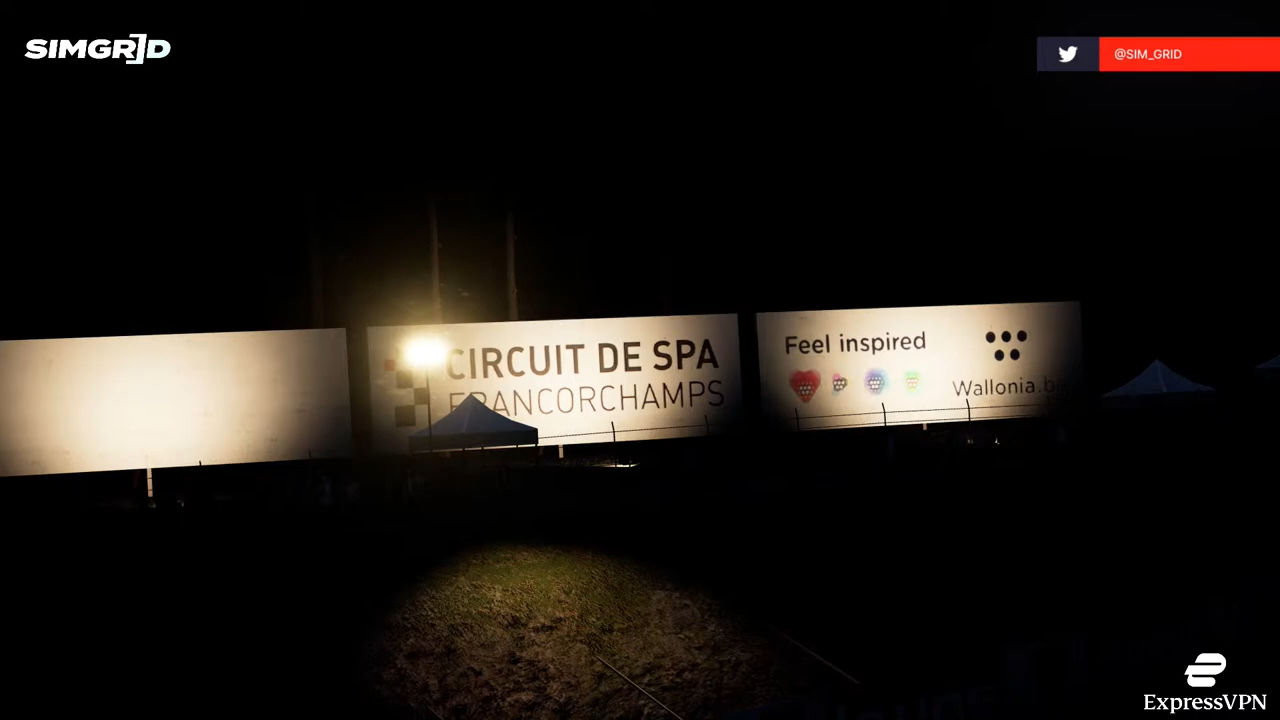 SIMGRID
@SIM_GRID
CIRCUIT DE SPA
FRANCORCHAMPS
Feel inspired
Wallonia.be
ExpressVPN